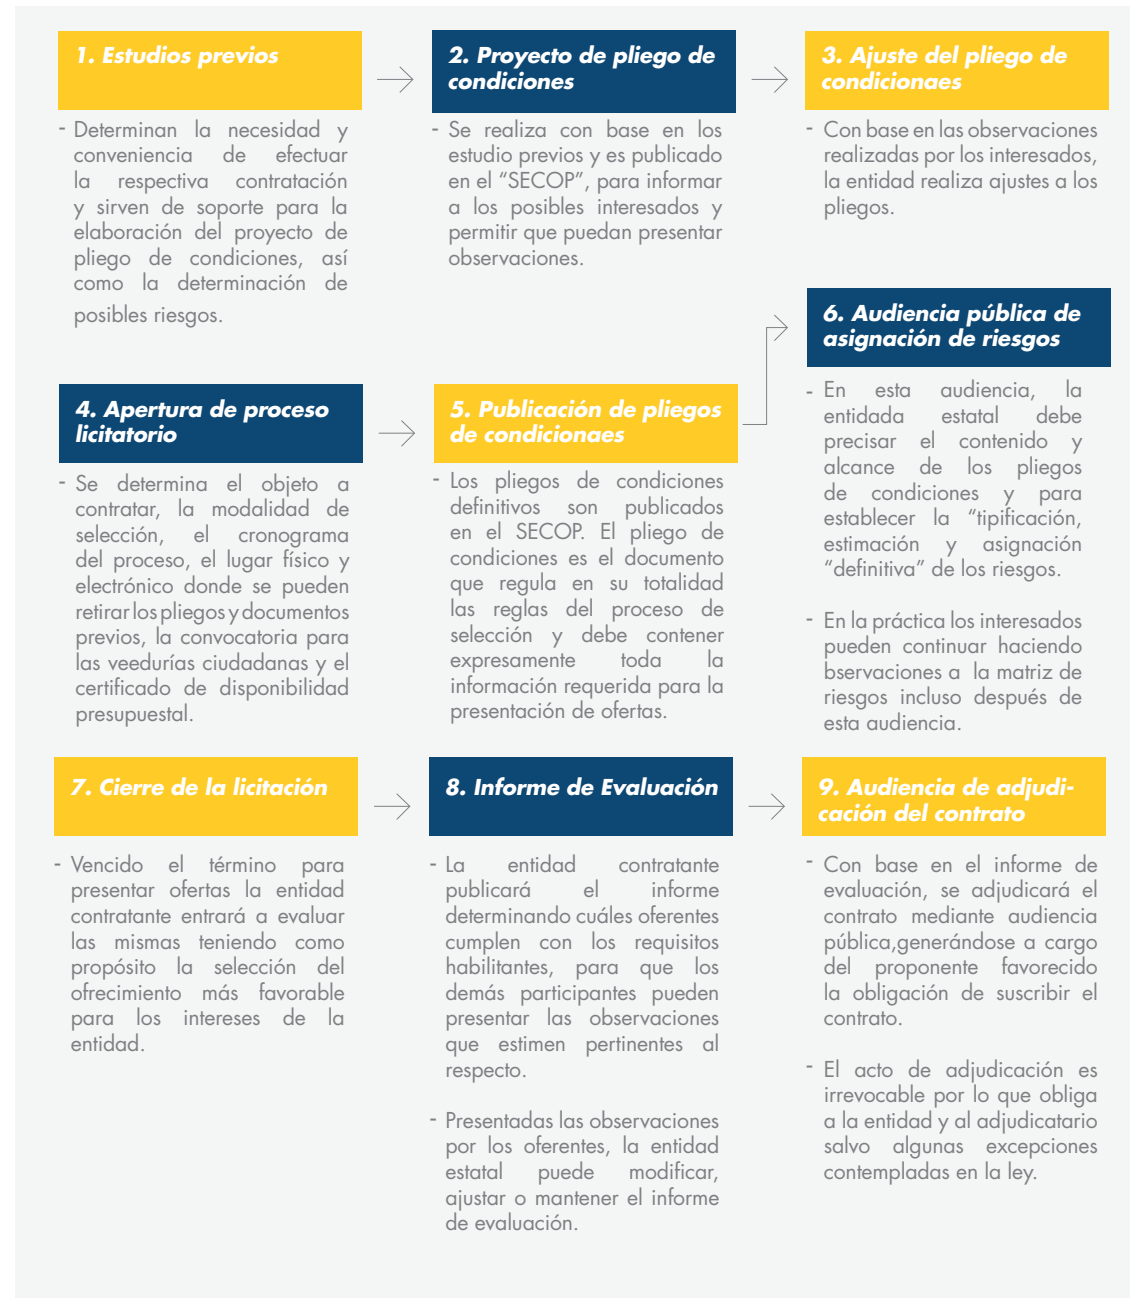 1. Estudios previos
- Determinan la necesidad y
conveniencia de efectuar
la respectiva contratación
y sirven de soporte para la
elaboración del proyecto de
pliego de condiciones, así
como la determinación de
posibles riesgos.
2. Proyecto de pliego de
condiciones
- Se realiza con base en los
estudio previos y es publicado
en el “SECOP”, para informar
a los posibles interesados y
permitir que puedan presentar
observaciones.
3. Ajuste del pliego de
condicionaes
- Con base en las observaciones
realizadas por los interesados,
la entidad realiza ajustes a los
pliegos.
4. Apertura de proceso
licitatorio
- Se determina el objeto a
contratar, la modalidad de
selección, el cronograma
del proceso, el lugar físico y
electrónico donde se pueden
retirar los pliegos y documentos
previos, la convocatoria para
las veedurías ciudadanas y el
certificado de disponibilidad
presupuestal.
5. Publicación de pliegos
de condicionaes
- Los pliegos de condiciones
definitivos son publicados
en el SECOP. El pliego de
condiciones es el documento
que regula en su totalidad
las reglas del proceso de
selección y debe contener
expresamente toda la
información requerida para la
presentación de ofertas.
6. Audiencia pública de
asignación de riesgos
- En esta audiencia, la
entidada estatal debe
precisar el contenido y
alcance de los pliegos
de condiciones y para
establecer la “tipificación,
estimación y asignación
“definitiva” de los riesgos.
- En la práctica los interesados
pueden continuar haciendo
bservaciones a la matriz de
riesgos incluso después de
esta audiencia.
7. Cierre de la licitación
- Vencido el término para
presentar ofertas la entidad
contratante entrará a evaluar
las mismas teniendo como
propósito la selección del
ofrecimiento más favorable
para los intereses de la
entidad.
8. Informe de Evaluación
- La entidad contratante
publicará el informe
determinando cuáles oferentes
cumplen con los requisitos
habilitantes, para que los
demás participantes pueden
presentar las observaciones
que estimen pertinentes al
respecto.
- Presentadas las observaciones
por los oferentes, la entidad
estatal puede modificar,
ajustar o mantener el informe
de evaluación.
9. Audiencia de adjudi-
cación del contrato
- Con base en el informe de
evaluación, se adjudicará el
contrato mediante audiencia
pública,generándose a cargo
del proponente favorecido
la obligación de suscribir el
contrato.
- El acto de adjudicación es
irrevocable por lo que obliga
a la entidad y al adjudicatario
salvo algunas excepciones
contempladas en la ley.